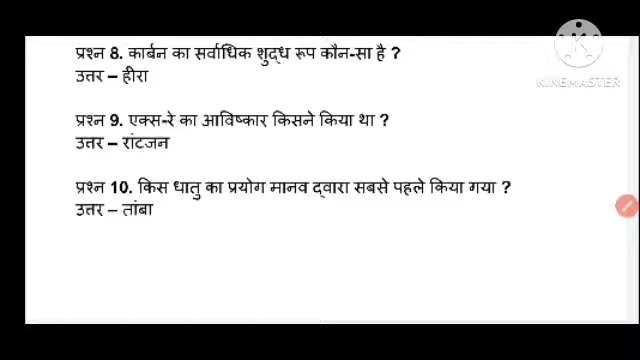 प्रश्न 8. कार्बन का सर्वाधिक शुद्ध रूप कौन-सा है ?
उत्तर – हीरा
प्रश्न 9. एक्स-रे का आविष्कार किसने किया था ?
उत्तर – रांटजन
प्रश्न 10. किस धातु का प्रयोग मानव द्वारा सबसे पहले किया गया ?
उत्तर – तांबा
KINEMASTER